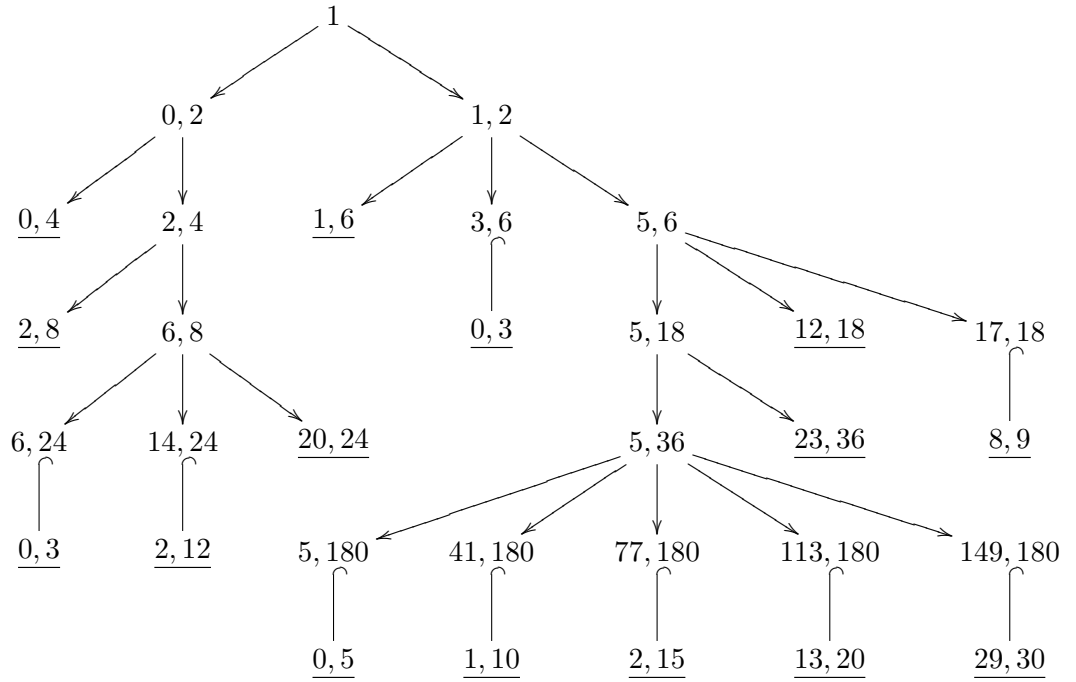 1
0, 2 1, 2
0, 4 2, 4 1, 6 3, 6 5, 6
2, 8 6, 8 0, 3 5, 18 12, 18 17, 18
6, 24 14, 24 20, 24 5, 36 23, 36 8, 9
0, 3 2, 12 5, 180 41, 180 77, 180 113, 180 149, 180
0, 5 1, 10 2, 15 13, 20 29, 30